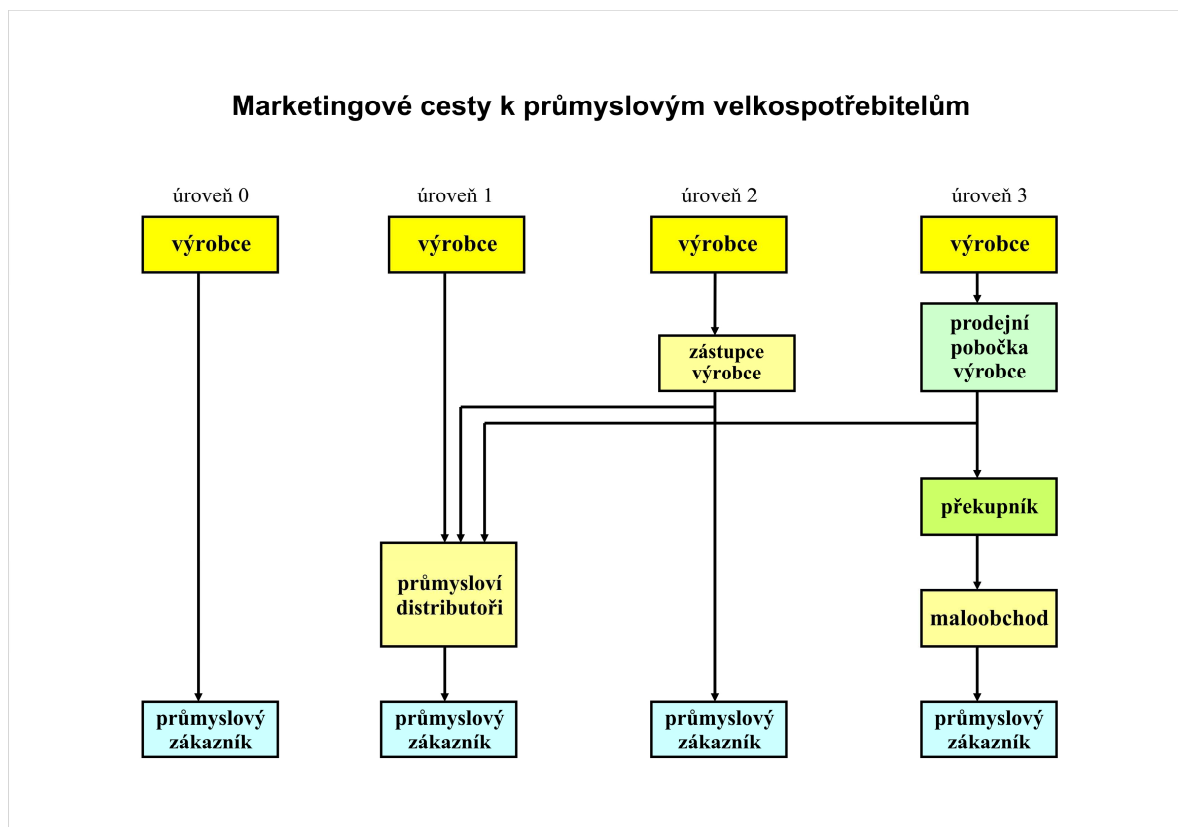 Marketingové cesty k průmyslovým velkospotřebitelům
úroveň 0
úroveň 1
úroveň 2
úroveň 3
výrobce
výrobce
výrobce
výrobce
prodejní
pobočka
výrobce
zástupce
výrobce
překupník
průmysloví
distributoři
maloobchod
průmyslový
zákazník
průmyslový
zákazník
průmyslový
zákazník
průmyslový
zákazník